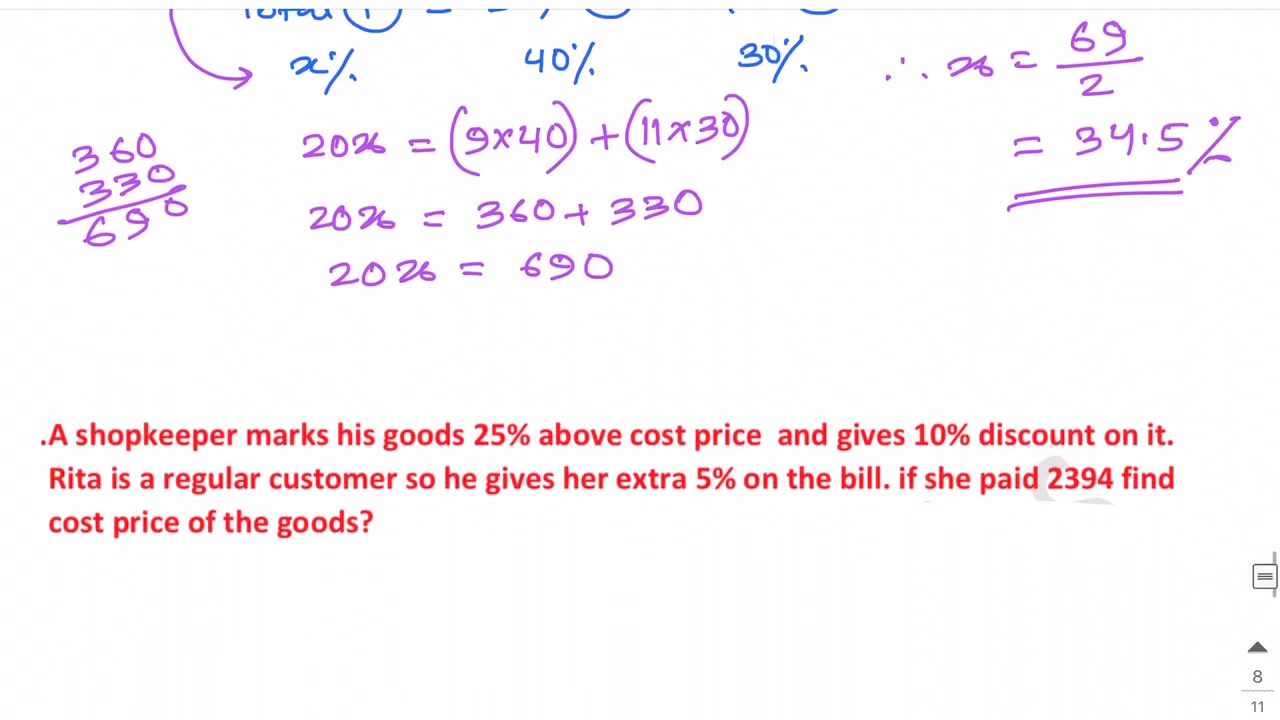 Total 1 =
x% 40% 30%
∴ x = 69/2
= 34.5%
360
330
690
20x = (9×40) + (11×30)
20x = 360 + 330
20x = 690
.A shopkeeper marks his goods 25% above cost price and gives 10% discount on it.
Rita is a regular customer so he gives her extra 5% on the bill. if she paid 2394 find
cost price of the goods?
8
11